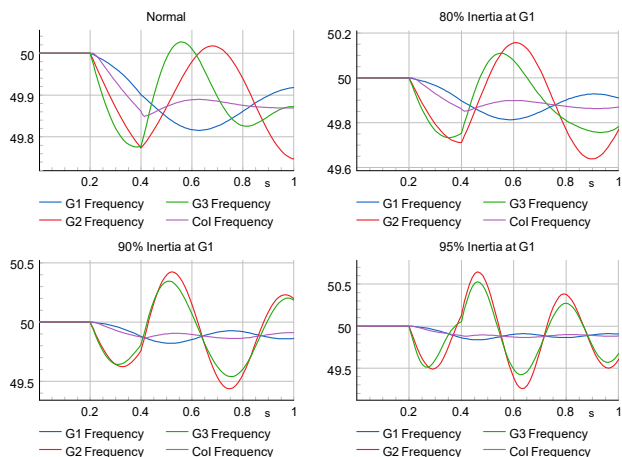 Normal
50
49.9
49.8
0.2 0.4 0.6 0.8 s 1
G1 Frequency G3 Frequency
G2 Frequency CoI Frequency
80% Inertia at G1
50.2
50
49.8
49.6
0.2 0.4 0.6 0.8 s 1
G1 Frequency G3 Frequency
G2 Frequency CoI Frequency
90% Inertia at G1
50.5
50
49.5
0.2 0.4 0.6 0.8 s 1
G1 Frequency G3 Frequency
G2 Frequency CoI Frequency
95% Inertia at G1
50.5
50
49.5
0.2 0.4 0.6 0.8 s 1
G1 Frequency G3 Frequency
G2 Frequency CoI Frequency